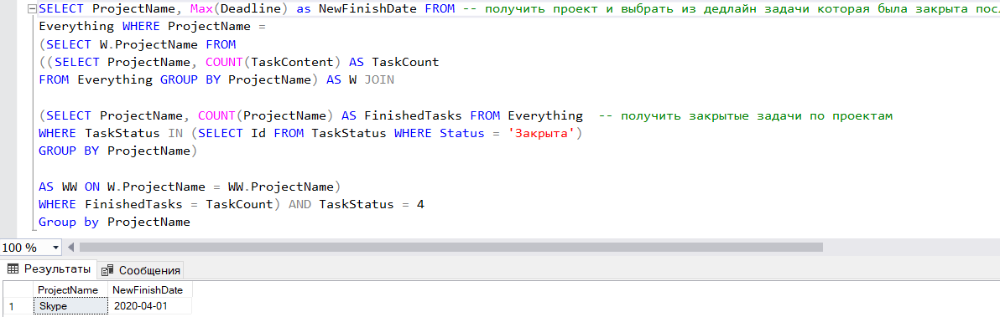 SELECT ProjectName, Max(Deadline) as NewFinishDate FROM -- получить проект и выбрать из дедлайн задачи которая была закрыта
Everything WHERE ProjectName =
(SELECT W.ProjectName FROM
((SELECT ProjectName, COUNT(TaskContent) AS TaskCount
FROM Everything GROUP BY ProjectName) AS W JOIN
(SELECT ProjectName, COUNT(ProjectName) AS FinishedTasks FROM Everything  -- получить закрытые задачи по проектам
WHERE TaskStatus IN (SELECT Id FROM TaskStatus WHERE Status = 'Закрыта')
GROUP BY ProjectName)
AS WW ON W.ProjectName = WW.ProjectName)
WHERE FinishedTasks = TaskCount) AND TaskStatus = 4
Group by ProjectName
100 %
Результаты Сообщения
ProjectName NewFinishDate
1 Skype 2020-04-01